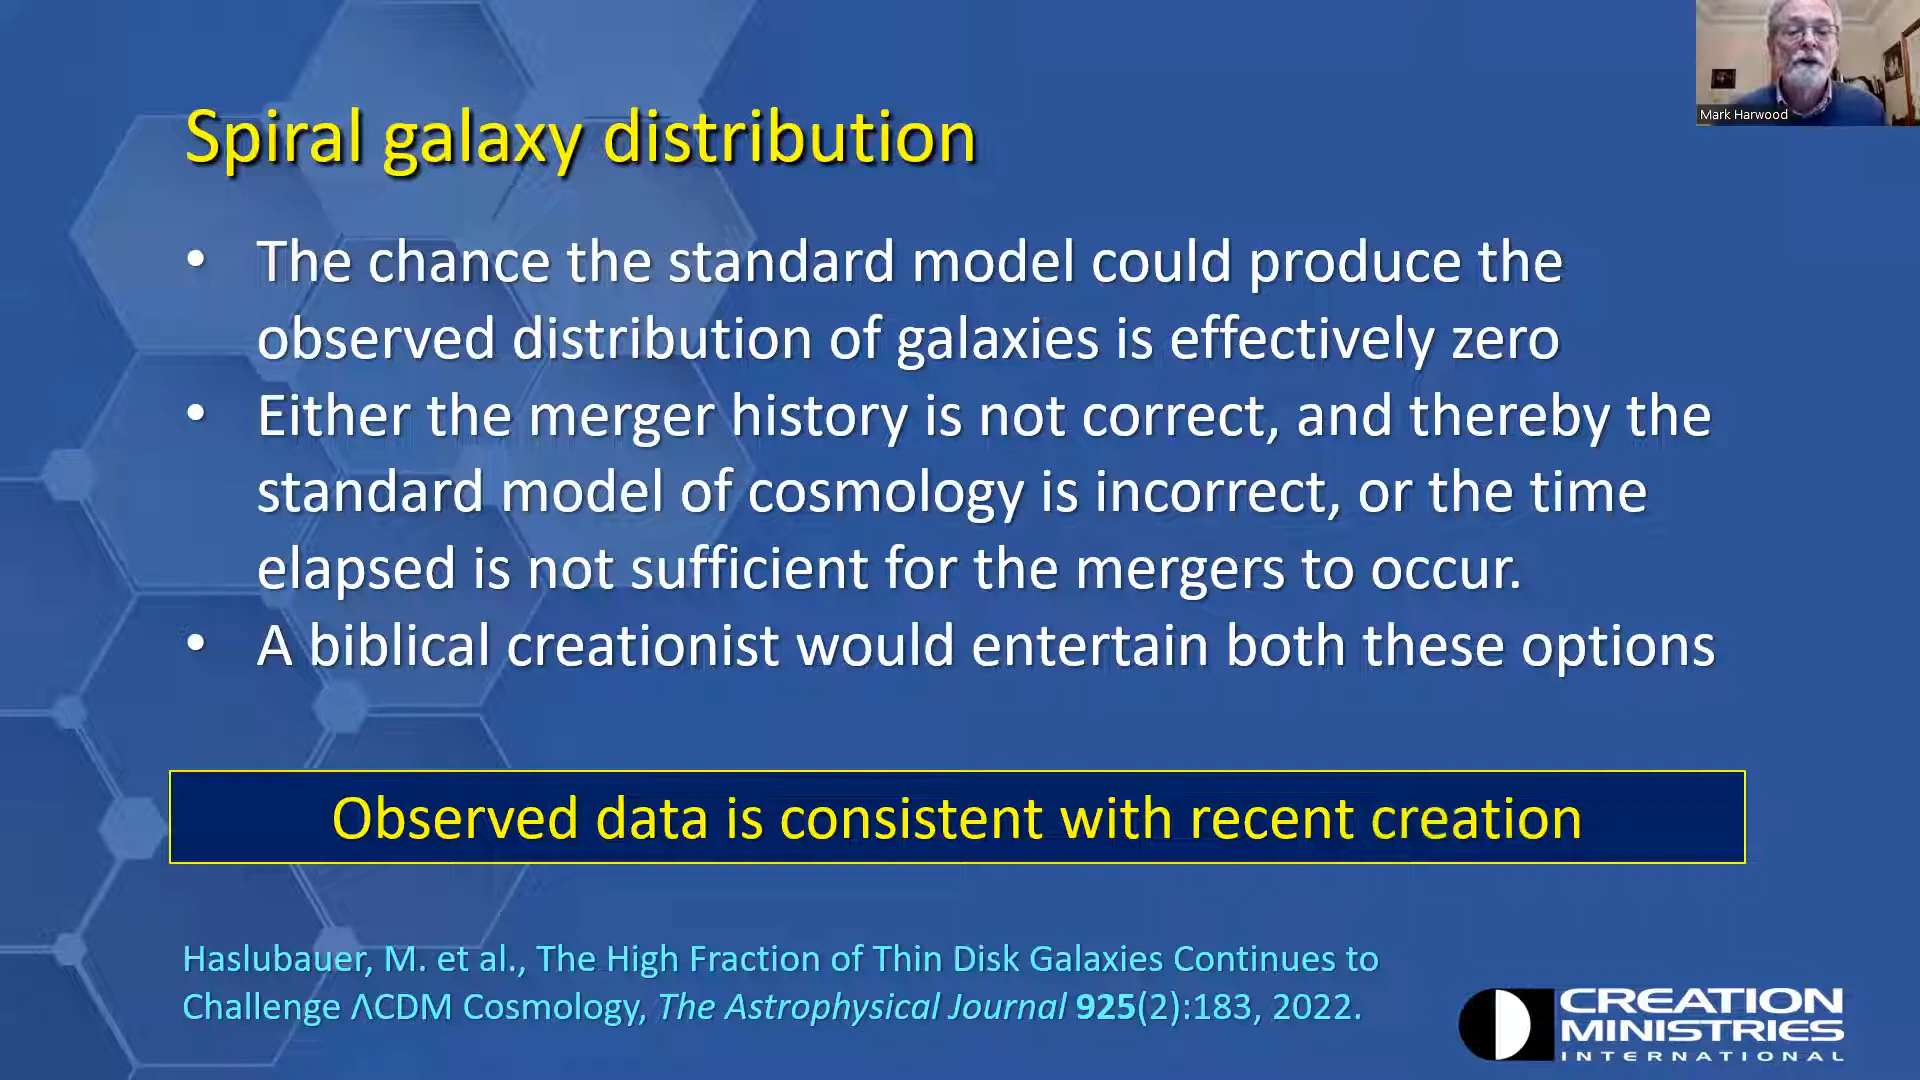 Mark Harwood
Spiral galaxy distribution
• The chance the standard model could produce the
observed distribution of galaxies is effectively zero
• Either the merger history is not correct, and thereby the
standard model of cosmology is incorrect, or the time
elapsed is not sufficient for the mergers to occur.
• A biblical creationist would entertain both these options
Observed data is consistent with recent creation
Haslubauer, M. et al., The High Fraction of Thin Disk Galaxies Continues to
Challenge ΛCDM Cosmology, The Astrophysical Journal 925(2):183, 2022.
CREATION
MINISTRIES
INTERNATIONAL